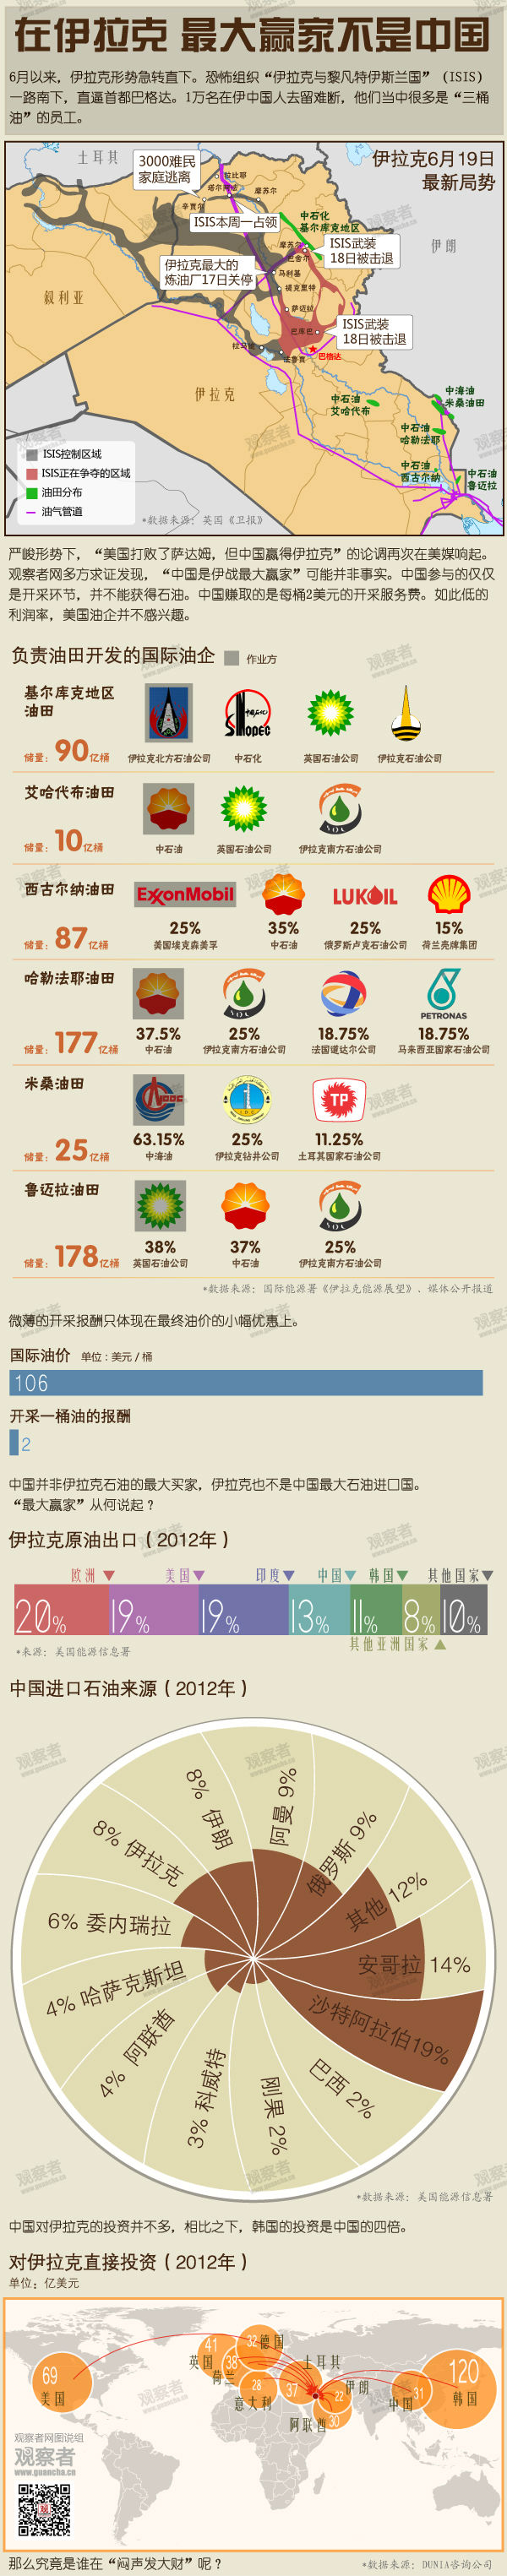 在伊拉克 最大赢家不是中国
6月以来，伊拉克形势急转直下。恐怖组织“伊拉克与黎凡特伊斯兰国”（ISIS）
一路南下，直逼首都巴格达。1万名在伊中国人去留难断，他们当中很多是“三桶
油”的员工。
伊拉克6月19日
最新局势
土耳其
3000难民
家庭逃离
塔尔阿法
摩苏尔
辛贾尔
ISIS本周一占领
中石化
基尔库克地区
ISIS武装
18日被击退
伊朗
伊拉克最大的
炼油厂17日关停
马利基
提克里特
叙利亚
萨迈拉
ISIS武装
18日被击退
巴库巴
巴格达
法鲁贾
伊拉克
中石油
艾哈代布
中海油
米桑油田
中石油
哈勒法耶
中石油
西古尔纳
中石油
鲁迈拉
ISIS控制区域
ISIS正在争夺的区域
油田分布
油气管道
*数据来源：英国《卫报》
严峻形势下，“美国打败了萨达姆，但中国赢得伊拉克”的论调再次在美媒响起。
观察者网多方求证发现，“中国是伊战最大赢家”可能并非事实。中国参与的仅仅
是开采环节，并不能获得石油。中国赚取的是每桶2美元的开采服务费。如此低的
利润率，美国油企并不感兴趣。
负责油田开发的国际油企 作业方
基尔库克地区
油田
SINOPEC
储量：90亿桶 伊拉克北方石油公司 中石化 英国石油公司 伊拉克石油公司
艾哈代布油田
储量：10亿桶 中石油 英国石油公司 伊拉克南方石油公司
西古尔纳油田 ExxonMobil LUKOIL
25% 35% 25% 15%
储量：87亿桶 美国埃克森美孚 中石油 俄罗斯卢克石油公司 荷兰壳牌集团
哈勒法耶油田
PETRONAS
37.5% 25% 18.75% 18.75%
储量：177亿桶 中石油 伊拉克南方石油公司 法国道达尔公司 马来西亚国家石油公司
米桑油田
TP
63.15% 25% 11.25%
储量：25亿桶 中海油 伊拉克钻井公司 土耳其国家石油公司
鲁迈拉油田
38% 37% 25%
储量：178亿桶 英国石油公司 中石油 伊拉克南方石油公司
*数据来源：国际能源署《伊拉克能源展望》、媒体公开报道
微薄的开采报酬只体现在最终油价的小幅优惠上。
国际油价 单位：美元/桶
106
开采一桶油的报酬
2
中国并非伊拉克石油的最大买家，伊拉克也不是中国最大石油进口国。
“最大赢家”从何说起？
伊拉克原油出口（2012年）
欧洲 美国 印度 中国 韩国 其他国家
20% 19% 19% 13% 11% 8% 10%
*来源：美国能源信息署
其他亚洲国家
中国进口石油来源（2012年）
8% 伊朗
阿曼 6%
俄罗斯 9%
8% 伊拉克
其他 12%
6% 委内瑞拉
安哥拉 14%
4% 哈萨克斯坦
沙特阿拉伯19%
4% 阿联酋
巴西 2%
3% 科威特
刚果 2%
*数据来源：美国能源信息署
中国对伊拉克的投资并不多，相比之下，韩国的投资是中国的四倍。
对伊拉克直接投资（2012年）
单位：亿美元
69
美国
41
英国
32
德国
38
荷兰
土耳其
37
28
意大利
22
伊朗
阿联酋
30
中国
31
120
韩国
观察者网图说组
观察者
www.guancha.cn
那么究竟是谁在“闷声发大财”呢？
*数据来源：DUNIA咨询公司